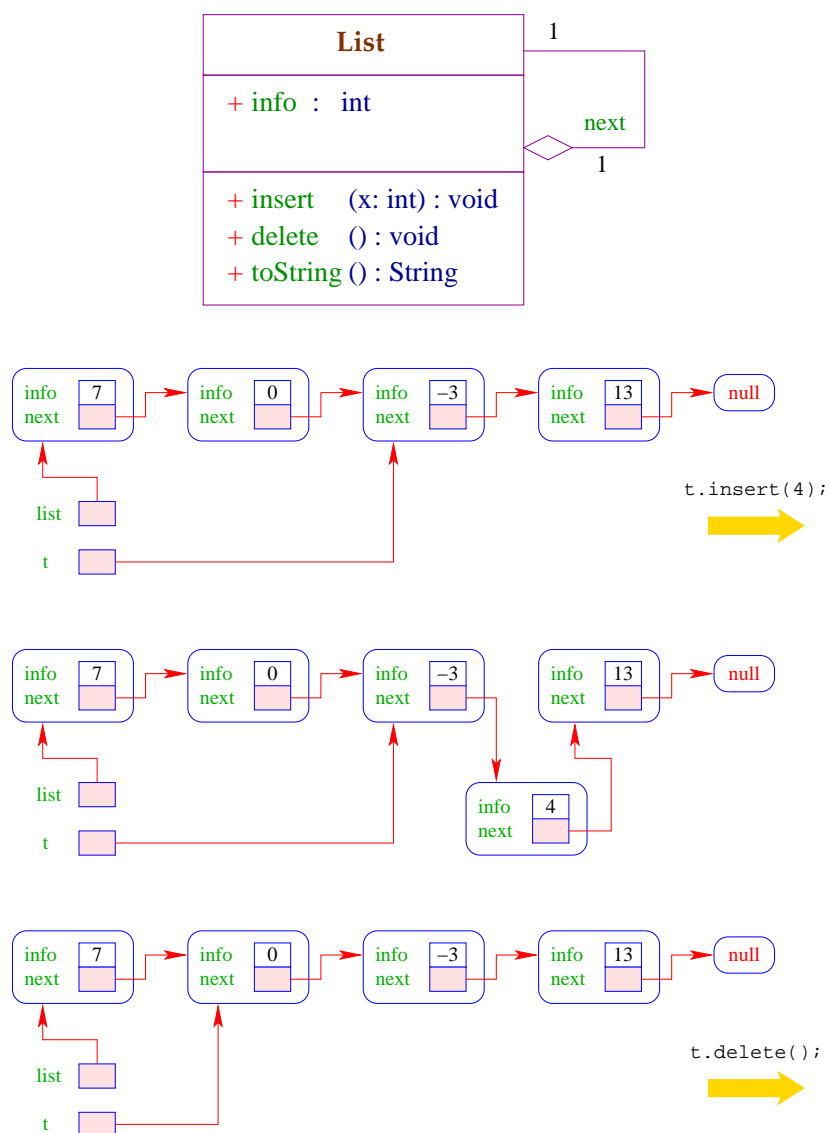 List
1
+ info : int
next
1
+ insert (x: int) : void
+ delete () : void
+ toString () : String
info 7 info 0 info −3 info 13 null
next next next next
t.insert(4);
list
t
info 7 info 0 info −3 info 13 null
next next next next
list
info 4
t next
info 7 info 0 info −3 info 13 null
next next next next
t.delete();
list
t